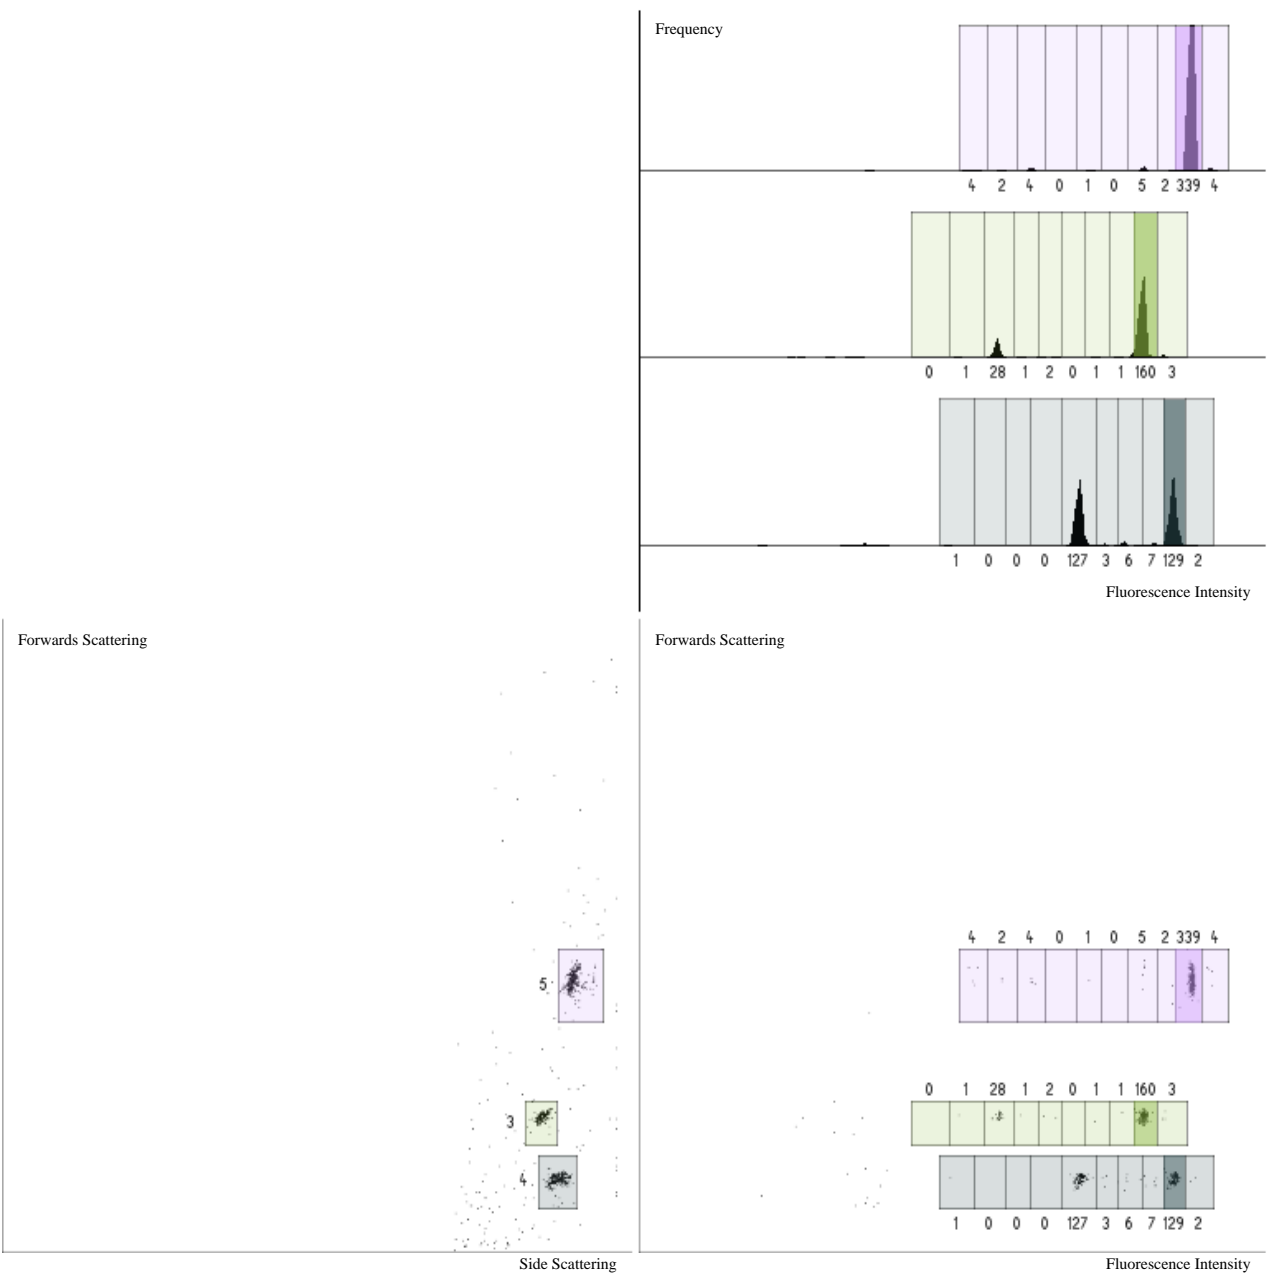 Frequency
4 2 4 0 1 0 5 2 339 4
0 1 28 1 2 0 1 1 160 3
1 0 0 0 127 3 6 7 129 2
Fluorescence Intensity
Forwards Scattering
5
3
4
Side Scattering
Forwards Scattering
4 2 4 0 1 0 5 2 339 4
0 1 28 1 2 0 1 1 160 3
1 0 0 0 127 3 6 7 129 2
Fluorescence Intensity